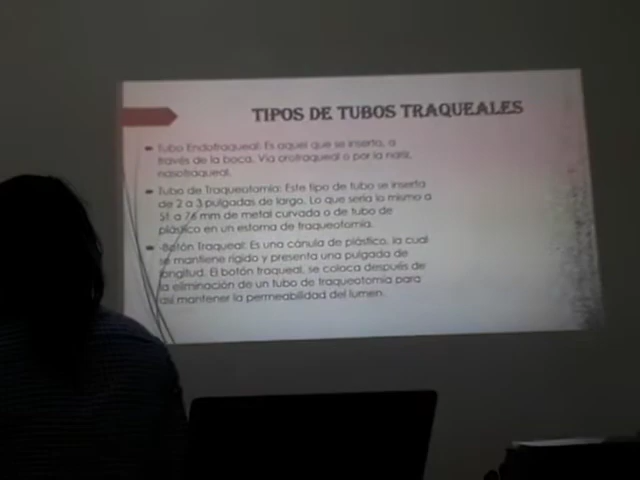 TIPOS DE TUBOS TRAQUEALES
Tubo Endotraqueal: Es aquel que se inserta, a
través de la boca. Vía orotraqueal o por la nariz,
nasotraqueal.
Tubo de Traqueotomía: Este tipo de tubo se inserta
de 2 a 3 pulgadas de largo. Lo que sería lo mismo a
51 a 76 mm de metal curvada o de tubo de
plástico en un estoma de traqueotomía.
-Botón Traqueal: Es una cánula de plástico, la cual
se mantiene rígido y presenta una pulgada de
longitud. El botón traqueal, se coloca después de
la eliminación de un tubo de traqueotomía para
así mantener la permeabilidad del lumen.